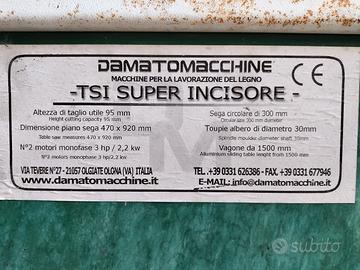 DAMATOMACCHINE
MACCHINE PER LA LAVORAZIONE DEL LEGNO
CE
-TSI SUPER INCISORE-
Altezza di taglio utile 95 mm
Height cutting capacity 95 mm
Dimensione piano sega 470 x 920 mm
Table saw measures 470 x 920 mm
N°2 motori monofase 3 hp / 2,2 kw
N°2 motors monophase 3 hp/2,2 kw
Sega circolare di 300 mm
Circular size 300 mm diameter
Toupie albero di diametro 30mm
Spindle moulder diameter shaft 30mm
Vagone da 1500 mm
Aluminium sliding table lenght from 1500 mm
VIA TEVERE N°27 - 21057 OLGIATE OLONA (VA) ITALIA
www.damatomacchine.it
TEL. +39 0331 626386 - Fax. +39 0331 677946
E-MAIL: info@damatomacchine.it
subito